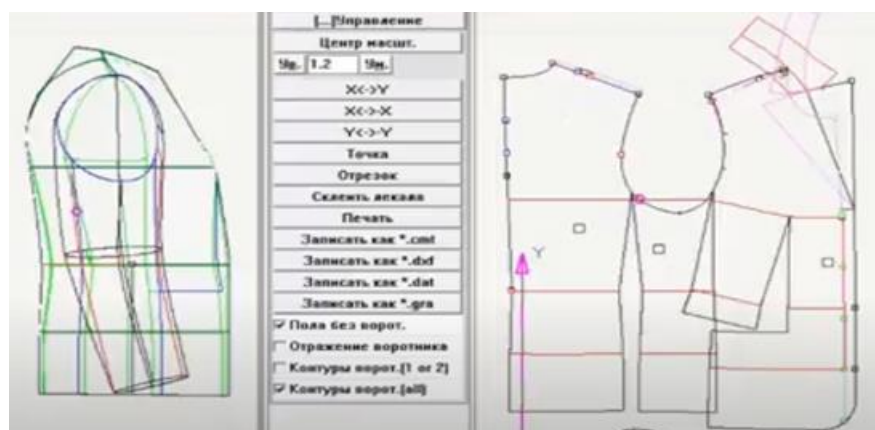 [...]Управление
Центр масшт.
Ув. 1.2 Ум.
X<->Y
X<->-X
Y<->-Y
Точка
Отрезок
Склеить лекала
Печать
Записать как *.cmt
Записать как *.dxf
Записать как *.dat
Записать как *.gra
Пола без ворот.
Отражение воротника
Контуры ворот.(1 or 2)
Контуры ворот.(all)
Y